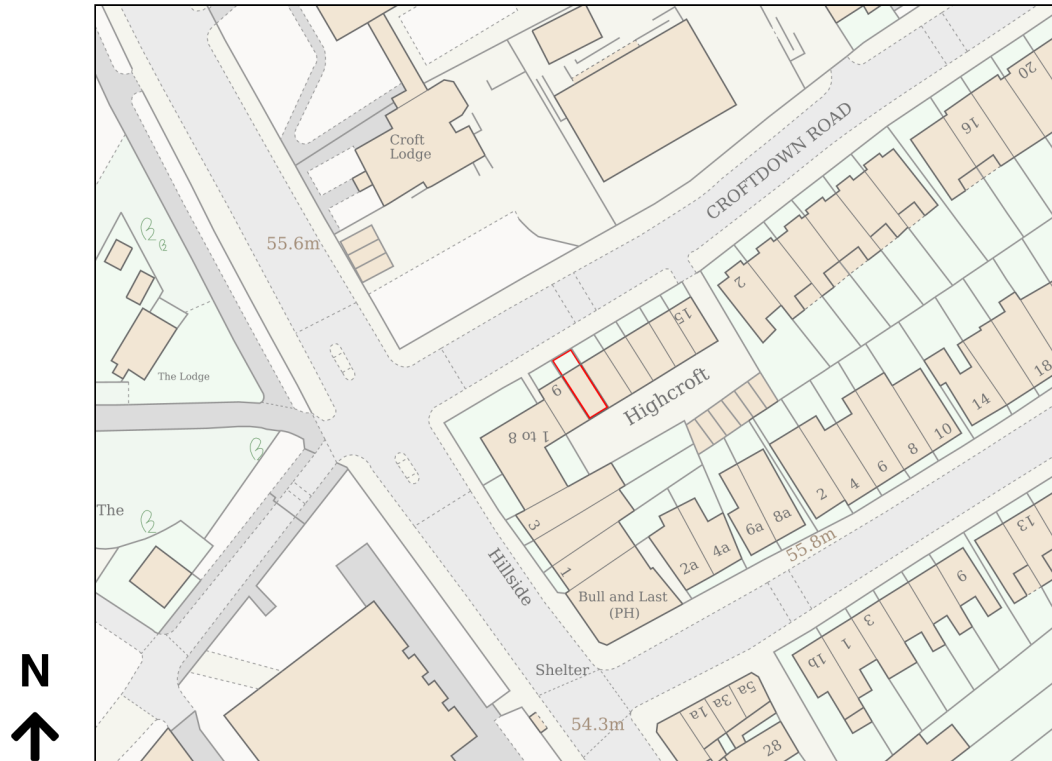 20
16
CROFTDOWN ROAD
Croft
Lodge
55.6m
2
15
The Lodge
9
Highcroft
1 to 8
18
14
10
8
6
4
2
The
3
8a
6a
4a
2a
55.8m
13
1
Hillside
Bull and Last
(PH)
9
3
1
1b
Shelter
5a
3a
1a
54.3m
28
N